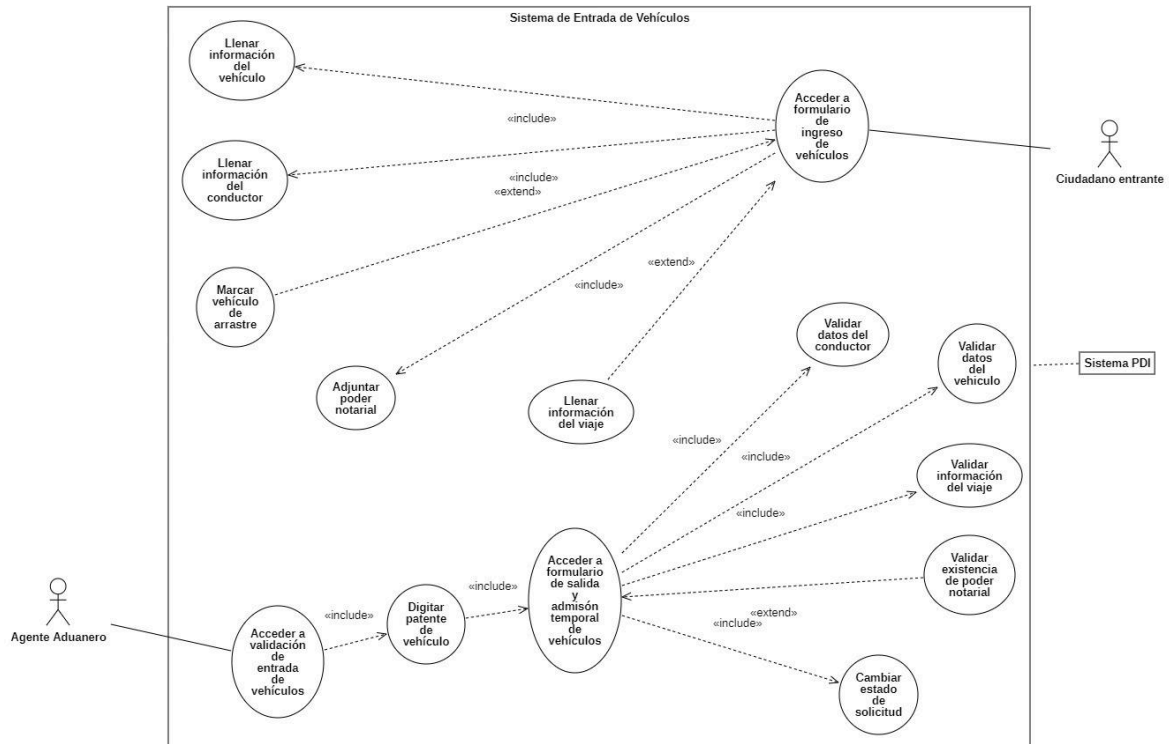 Sistema de Entrada de Vehículos
Llenar
información
del
vehículo
Acceder a
formulario
de
ingreso
de
vehículos
«include»
Ciudadano entrante
Llenar
información
del
conductor
«include»
«extend»
«extend»
«include»
Marcar
vehículo
de
arrastre
Validar
datos del
conductor
Validar
datos
del
vehiculo
Sistema PDI
Adjuntar
poder
notarial
Llenar
información
del viaje
«include»
«include»
Validar
información
del viaje
«include»
Acceder a
formulario
de salida
y
admisón
temporal
de
vehículos
Validar
existencia
de poder
notarial
«include»
Digitar
patente
de
vehículo
«include»
Agente Aduanero
Acceder a
validación
de
entrada
de
vehículos
«extend»
«include»
Cambiar
estado
de
solicitud